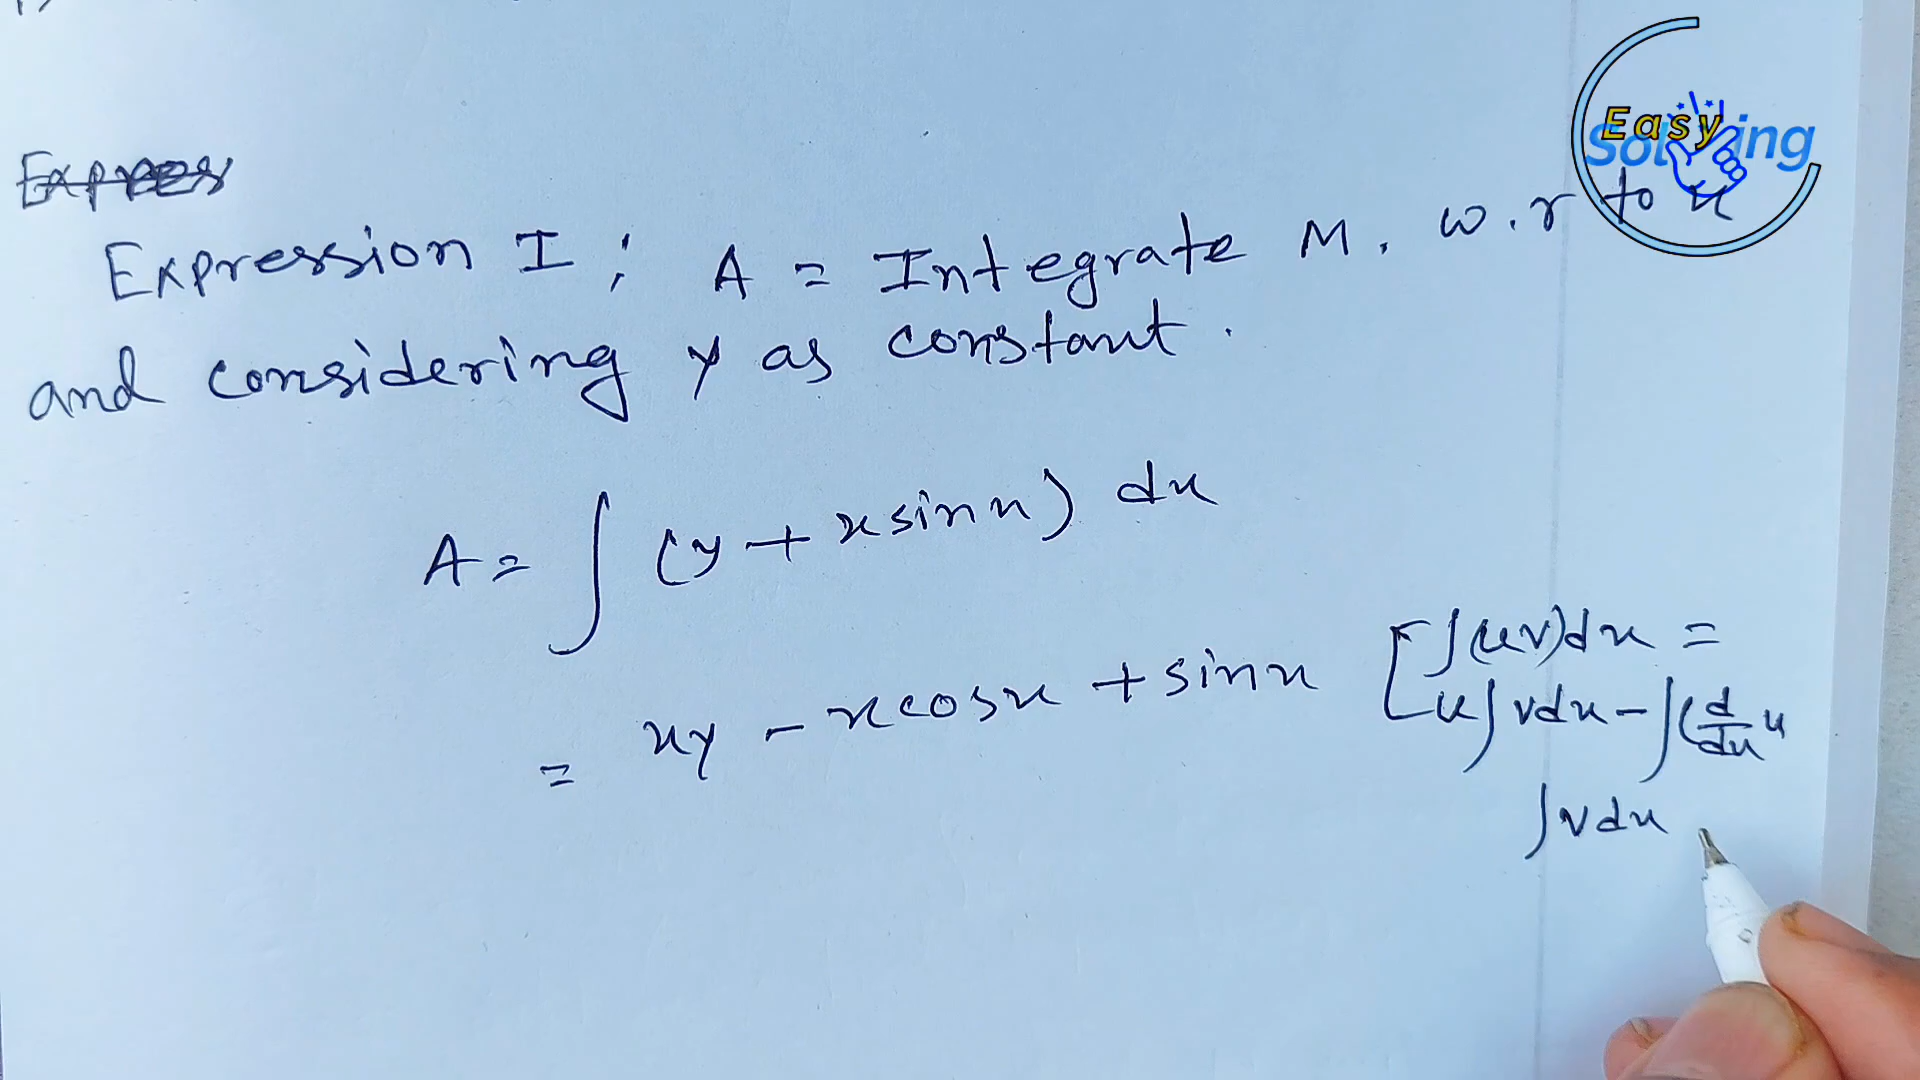 Expres
Expression I; A = Integrate M. w.r to x
and considering y as constant.
A = ∫ (y + x sin x) dx
= xy - x cos x + sin x
[∫(uv)dx =
u∫vdx - ∫(d/dx u
∫vdx
Easy
Solving